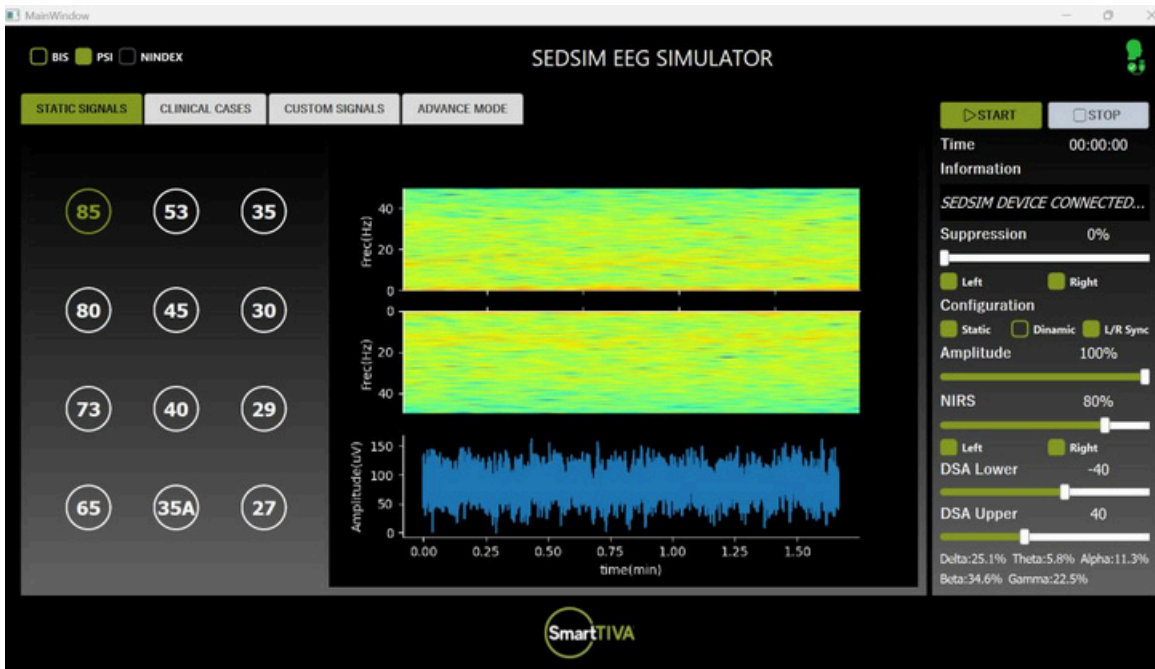 MainWindow
BIS PSI NINDEX
SEDSIM EEG SIMULATOR
STATIC SIGNALS CLINICAL CASES CUSTOM SIGNALS ADVANCE MODE
START STOP
Time 00:00:00
Information
SEDSIM DEVICE CONNECTED...
Suppression 0%
Left Right
Configuration
Static Dinamic L/R Sync
Amplitude 100%
NIRS 80%
Left Right
DSA Lower -40
DSA Upper 40
Delta:25.1% Theta:5.8% Alpha:11.3%
Beta:34.6% Gamma:22.5%
85 53 35
80 45 30
73 40 29
65 35A 27
Frec(Hz)
40
20
0
Frec(Hz)
0
20
40
Amplitude(uV)
150
100
50
0
0.00 0.25 0.50 0.75 1.00 1.25 1.50
time(min)
SmartTIVA